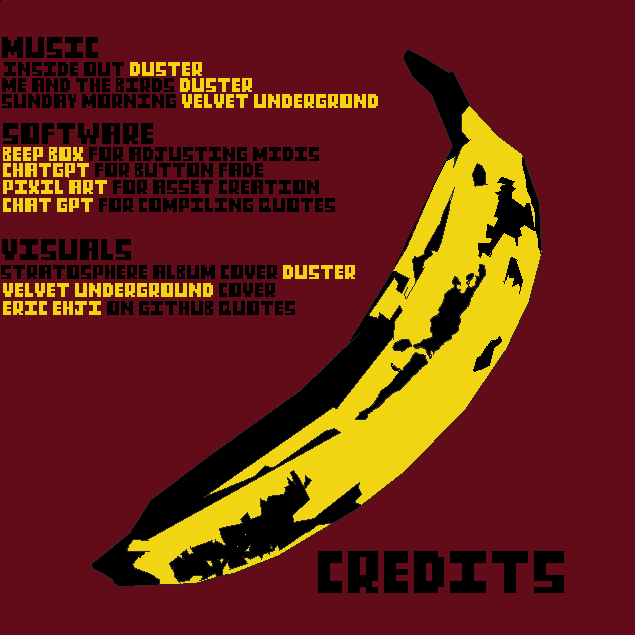 MUSIC
INSIDE OUT DUSTER
ME AND THE BIRDS DUSTER
SUNDAY MORNING VELVET UNDERGROND
SOFTWARE
BEEP BOX FOR ADJUSTING MIDIS
CHATGPT FOR BUTTON FADE
PIXIL ART FOR ASSET CREATION
CHAT GPT FOR COMPILING QUOTES
VISUALS
STRATOSPHERE ALBUM COVER DUSTER
VELVET UNDERGROUND COVER
ERIC EHJI ON GITHUB QUOTES
CREDITS